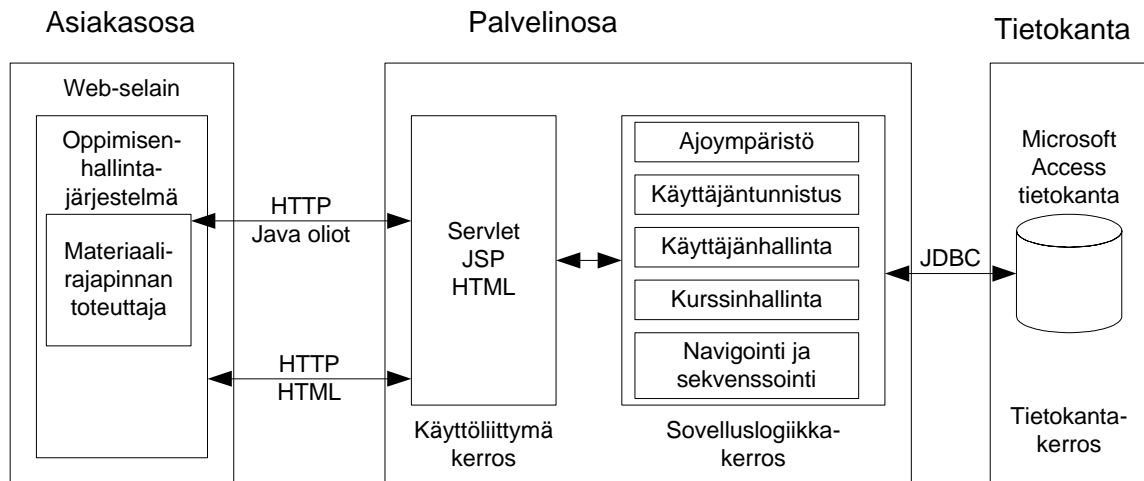 Asiakasosa
Palvelinosa
Tietokanta
Web-selain
Oppimisen-
hallinta-
järjestelmä
Materiaali-
rajapinnan
toteuttaja
HTTP
Java oliot
HTTP
HTML
Servlet
JSP
HTML
Käyttöliittymä
kerros
Ajoympäristö
Käyttäjäntunnistus
Käyttäjänhallinta
Kurssinhallinta
Navigointi ja
sekvenssointi
Sovelluslogiikka-
kerros
JDBC
Microsoft
Access
tietokanta
Tietokanta-
kerros